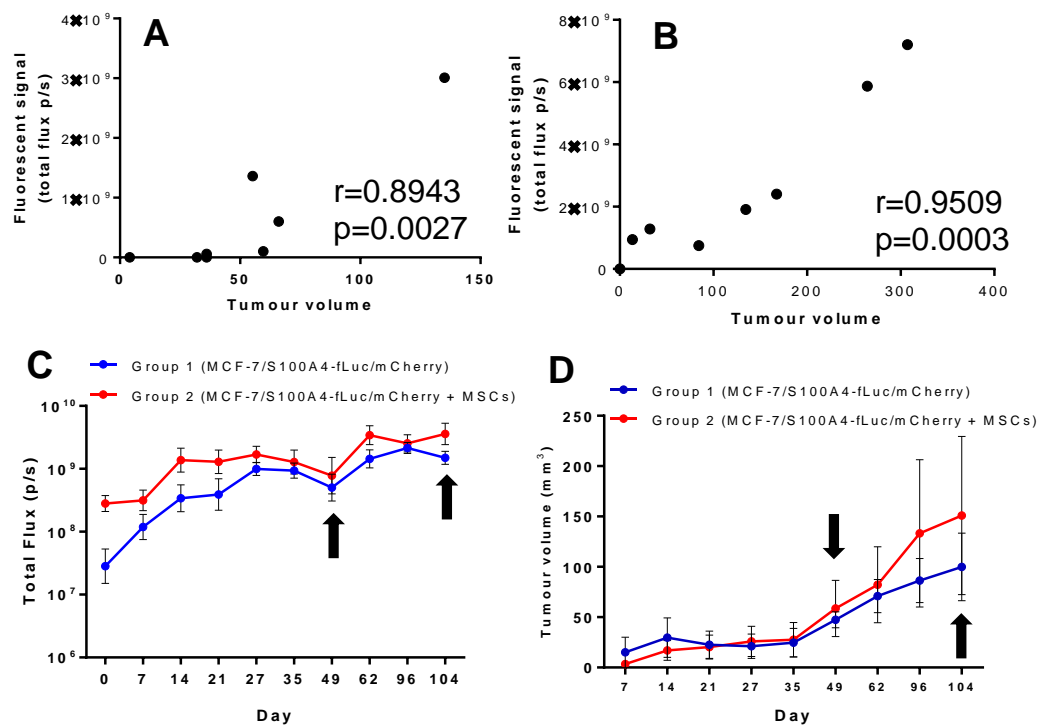 A
Fluorescent signal
(total flux p/s)
4✖10⁹
3✖10⁹
2✖10⁹
1✖10⁹
0
0 50 100 150
Tumour volume
r=0.8943
p=0.0027
B
Fluorescent signal
(total flux p/s)
8✖10⁹
6✖10⁹
4✖10⁹
2✖10⁹
0
0 100 200 300 400
Tumour volume
r=0.9509
p=0.0003
C
Group 1 (MCF-7/S100A4-fLuc/mCherry)
Group 2 (MCF-7/S100A4-fLuc/mCherry + MSCs)
Total Flux (p/s)
10¹⁰
10⁹
10⁸
10⁷
10⁶
0 7 14 21 27 35 49 62 96 104
Day
D
Group 1 (MCF-7/S100A4-fLuc/mCherry)
Group 2 (MCF-7/S100A4-fLuc/mCherry + MSCs)
Tumour volume (mm³)
250
200
150
100
50
0
7 14 21 27 35 49 62 96 104
Day